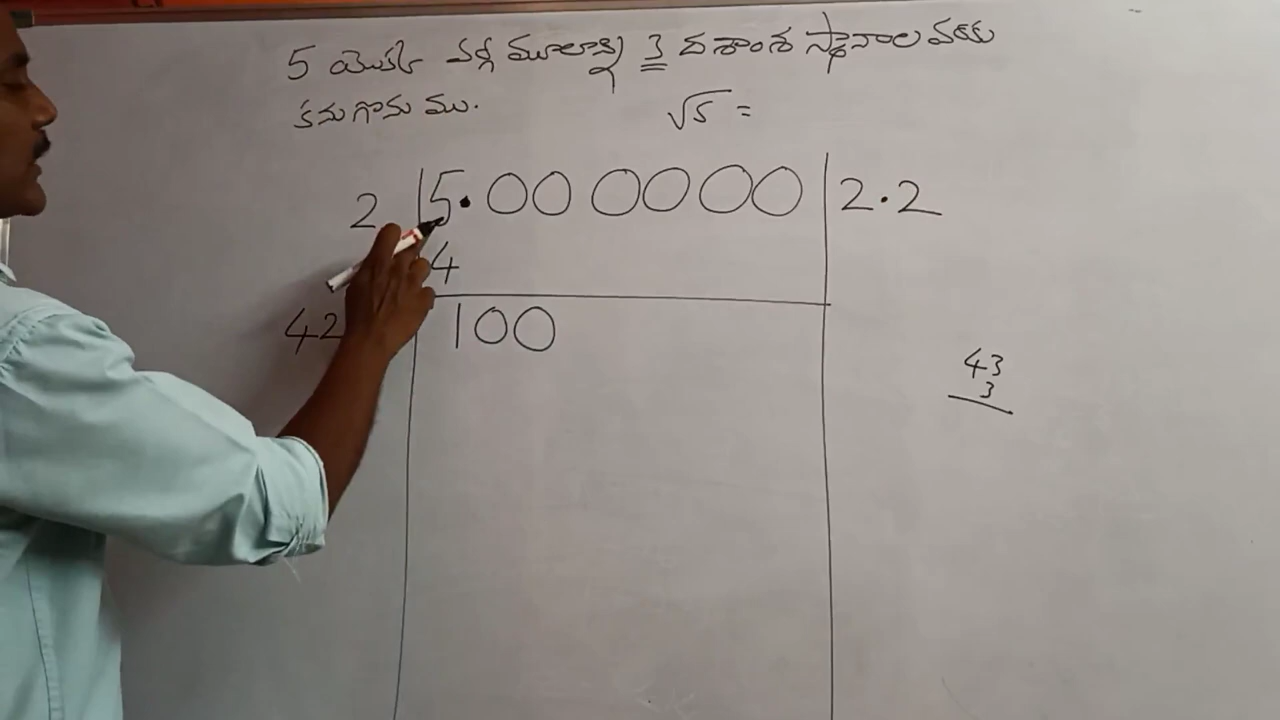 5 యొక్క వర్గ మూలాన్ని 3 దశాంశ స్థానాల వరకు
కనుగొనుము. √5 =
2 5.00 00 00 2.2
4
42 100
43
3